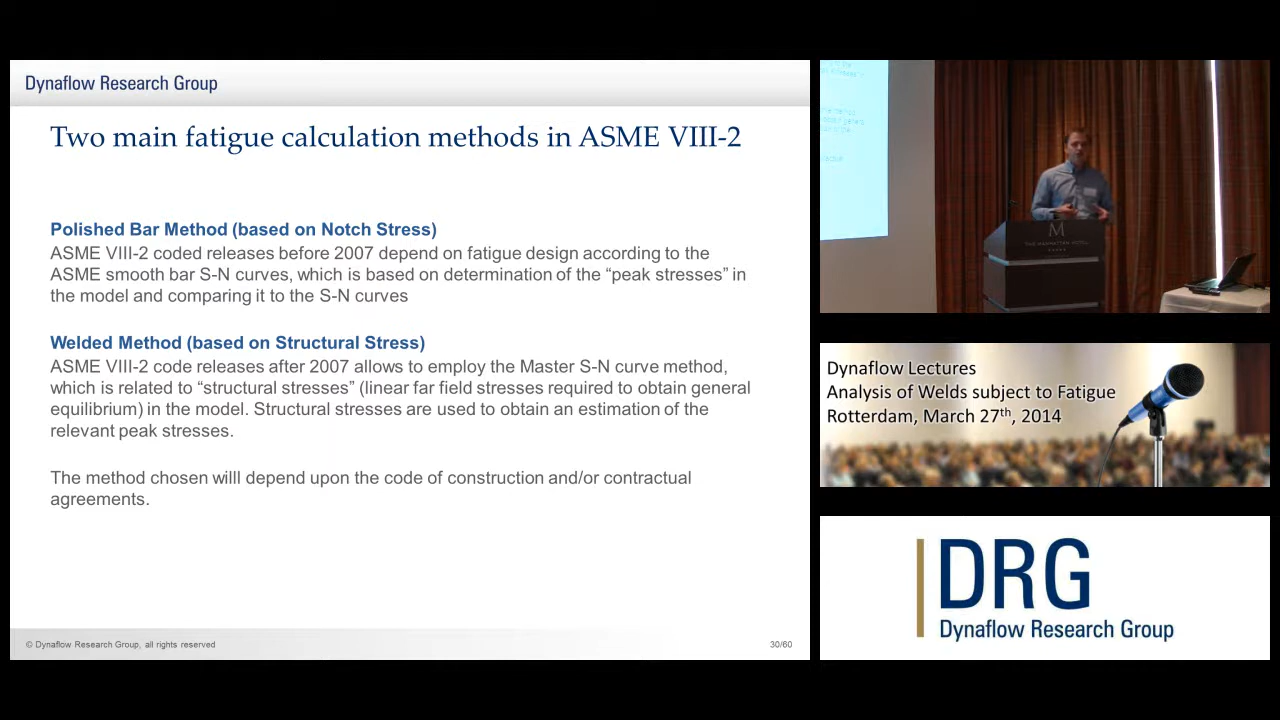 Dynaflow Research Group
Two main fatigue calculation methods in ASME VIII-2
Polished Bar Method (based on Notch Stress)
ASME VIII-2 coded releases before 2007 depend on fatigue design according to the
ASME smooth bar S-N curves, which is based on determination of the “peak stresses” in
the model and comparing it to the S-N curves
Welded Method (based on Structural Stress)
ASME VIII-2 code releases after 2007 allows to employ the Master S-N curve method,
which is related to “structural stresses” (linear far field stresses required to obtain general
equilibrium) in the model. Structural stresses are used to obtain an estimation of the
relevant peak stresses.
The method chosen willl depend upon the code of construction and/or contractual
agreements.
© Dynaflow Research Group, all rights reserved
30/60
M
THE MANHATTAN HOTEL
Dynaflow Lectures
Analysis of Welds subject to Fatigue
Rotterdam, March 27th, 2014
DRG
Dynaflow Research Group